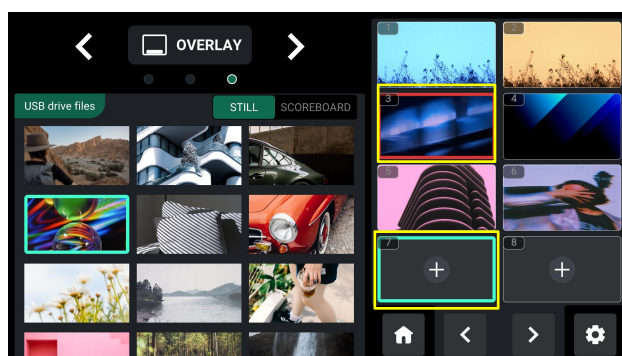 OVERLAY
USB drive files
STILL SCOREBOARD
1 2
3 4
5 6
7 8